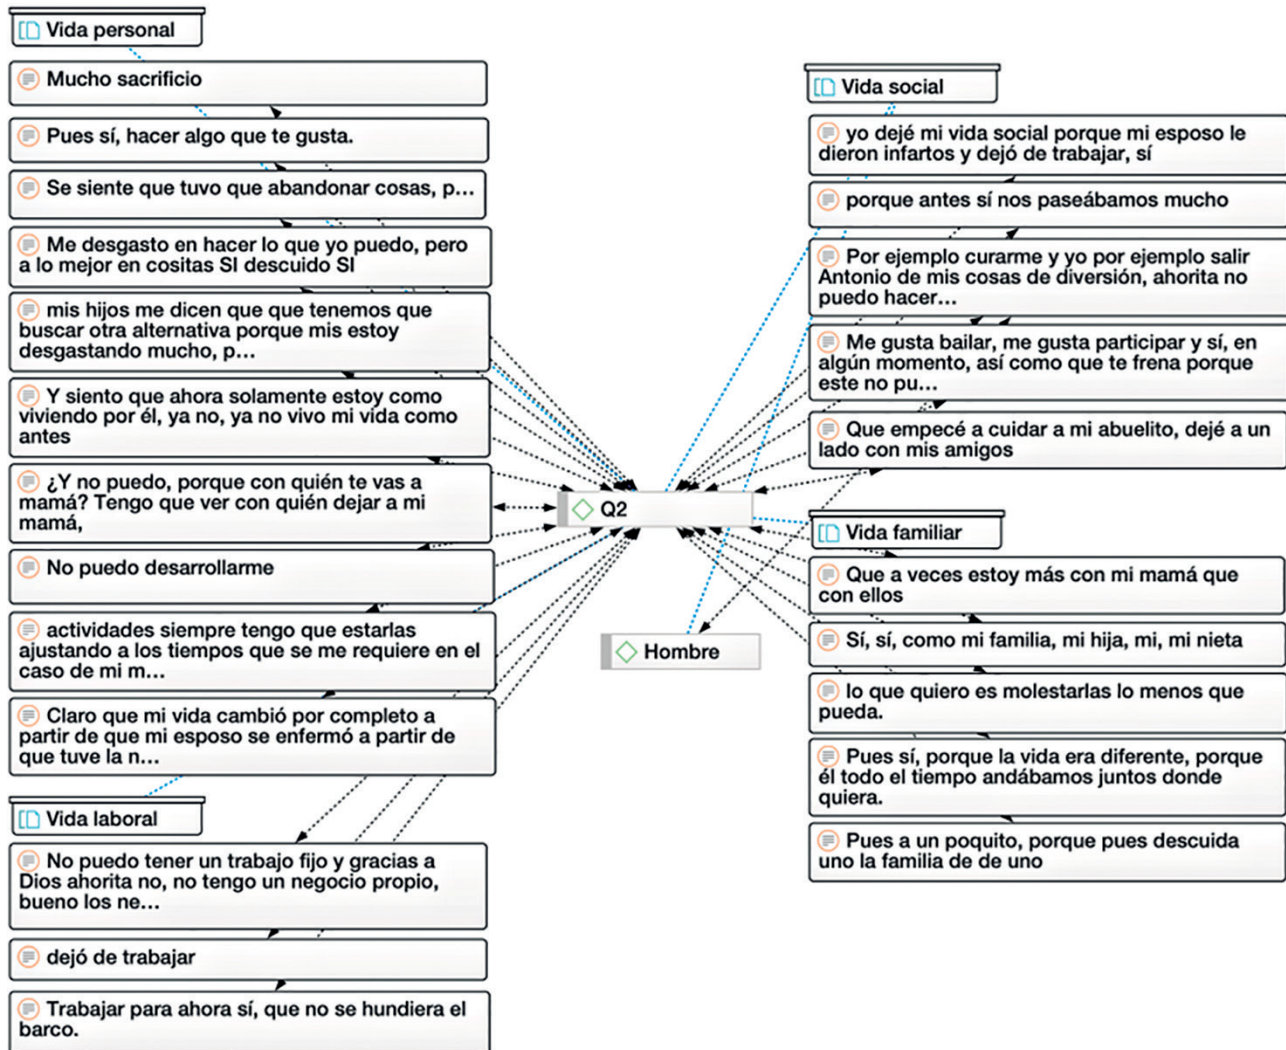 Vida personal
Mucho sacrificio
Pues sí, hacer algo que te gusta.
Se siente que tuvo que abandonar cosas, p...
Me desgasto en hacer lo que yo puedo, pero
a lo mejor en cositas SI descuido SI
mis hijos me dicen que que tenemos que
buscar otra alternativa porque mis estoy
desgastando mucho, p...
Y siento que ahora solamente estoy como
viviendo por él, ya no, ya no vivo mi vida como
antes
¿Y no puedo, porque con quién te vas a
mamá? Tengo que ver con quién dejar a mi
mamá,
No puedo desarrollarme
actividades siempre tengo que estarlas
ajustando a los tiempos que se me requiere en el
caso de mi m...
Claro que mi vida cambió por completo a
partir de que mi esposo se enfermó a partir de
que tuve la n...
Vida laboral
No puedo tener un trabajo fijo y gracias a
Dios ahorita no, no tengo un negocio propio,
bueno los ne...
dejó de trabajar
Trabajar para ahora sí, que no se hundiera el
barco.
Q2
Hombre
Vida social
yo dejé mi vida social porque mi esposo le
dieron infartos y dejó de trabajar, sí
porque antes sí nos paseábamos mucho
Por ejemplo curarme y yo por ejemplo salir
Antonio de mis cosas de diversión, ahorita no
puedo hacer...
Me gusta bailar, me gusta participar y sí, en
algún momento, así como que te frena porque
este no pu...
Que empecé a cuidar a mi abuelito, dejé a un
lado con mis amigos
Vida familiar
Que a veces estoy más con mi mamá que
con ellos
Sí, sí, como mi familia, mi hija, mi, mi nieta
lo que quiero es molestarlas lo menos que
pueda.
Pues sí, porque la vida era diferente, porque
él todo el tiempo andábamos juntos donde
quiera.
Pues a un poquito, porque pues descuida
uno la familia de de uno